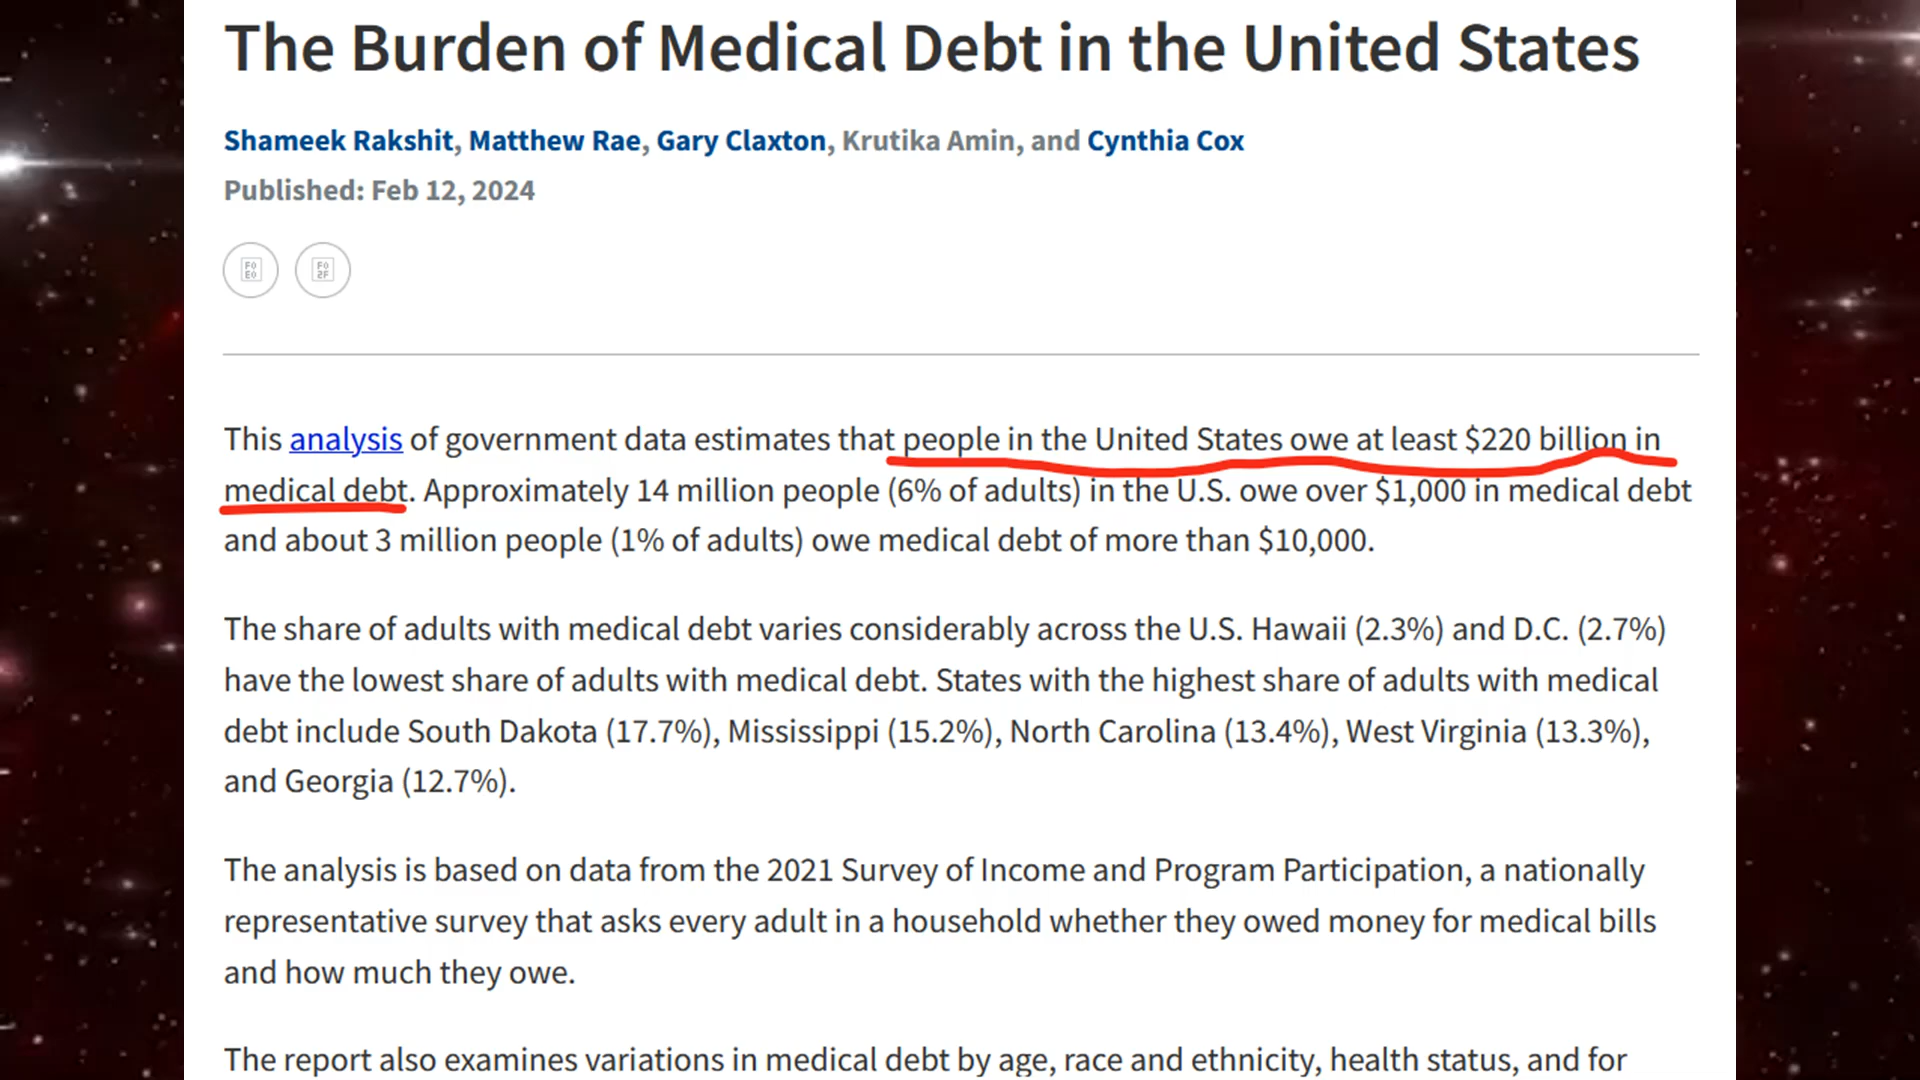 The Burden of Medical Debt in the United States
Shameek Rakshit, Matthew Rae, Gary Claxton, Krutika Amin, and Cynthia Cox
Published: Feb 12, 2024
F0
E0
F0
2F
This analysis of government data estimates that people in the United States owe at least $220 billion in
medical debt. Approximately 14 million people (6% of adults) in the U.S. owe over $1,000 in medical debt
and about 3 million people (1% of adults) owe medical debt of more than $10,000.
The share of adults with medical debt varies considerably across the U.S. Hawaii (2.3%) and D.C. (2.7%)
have the lowest share of adults with medical debt. States with the highest share of adults with medical
debt include South Dakota (17.7%), Mississippi (15.2%), North Carolina (13.4%), West Virginia (13.3%),
and Georgia (12.7%).
The analysis is based on data from the 2021 Survey of Income and Program Participation, a nationally
representative survey that asks every adult in a household whether they owed money for medical bills
and how much they owe.
The report also examines variations in medical debt by age, race and ethnicity, health status, and for